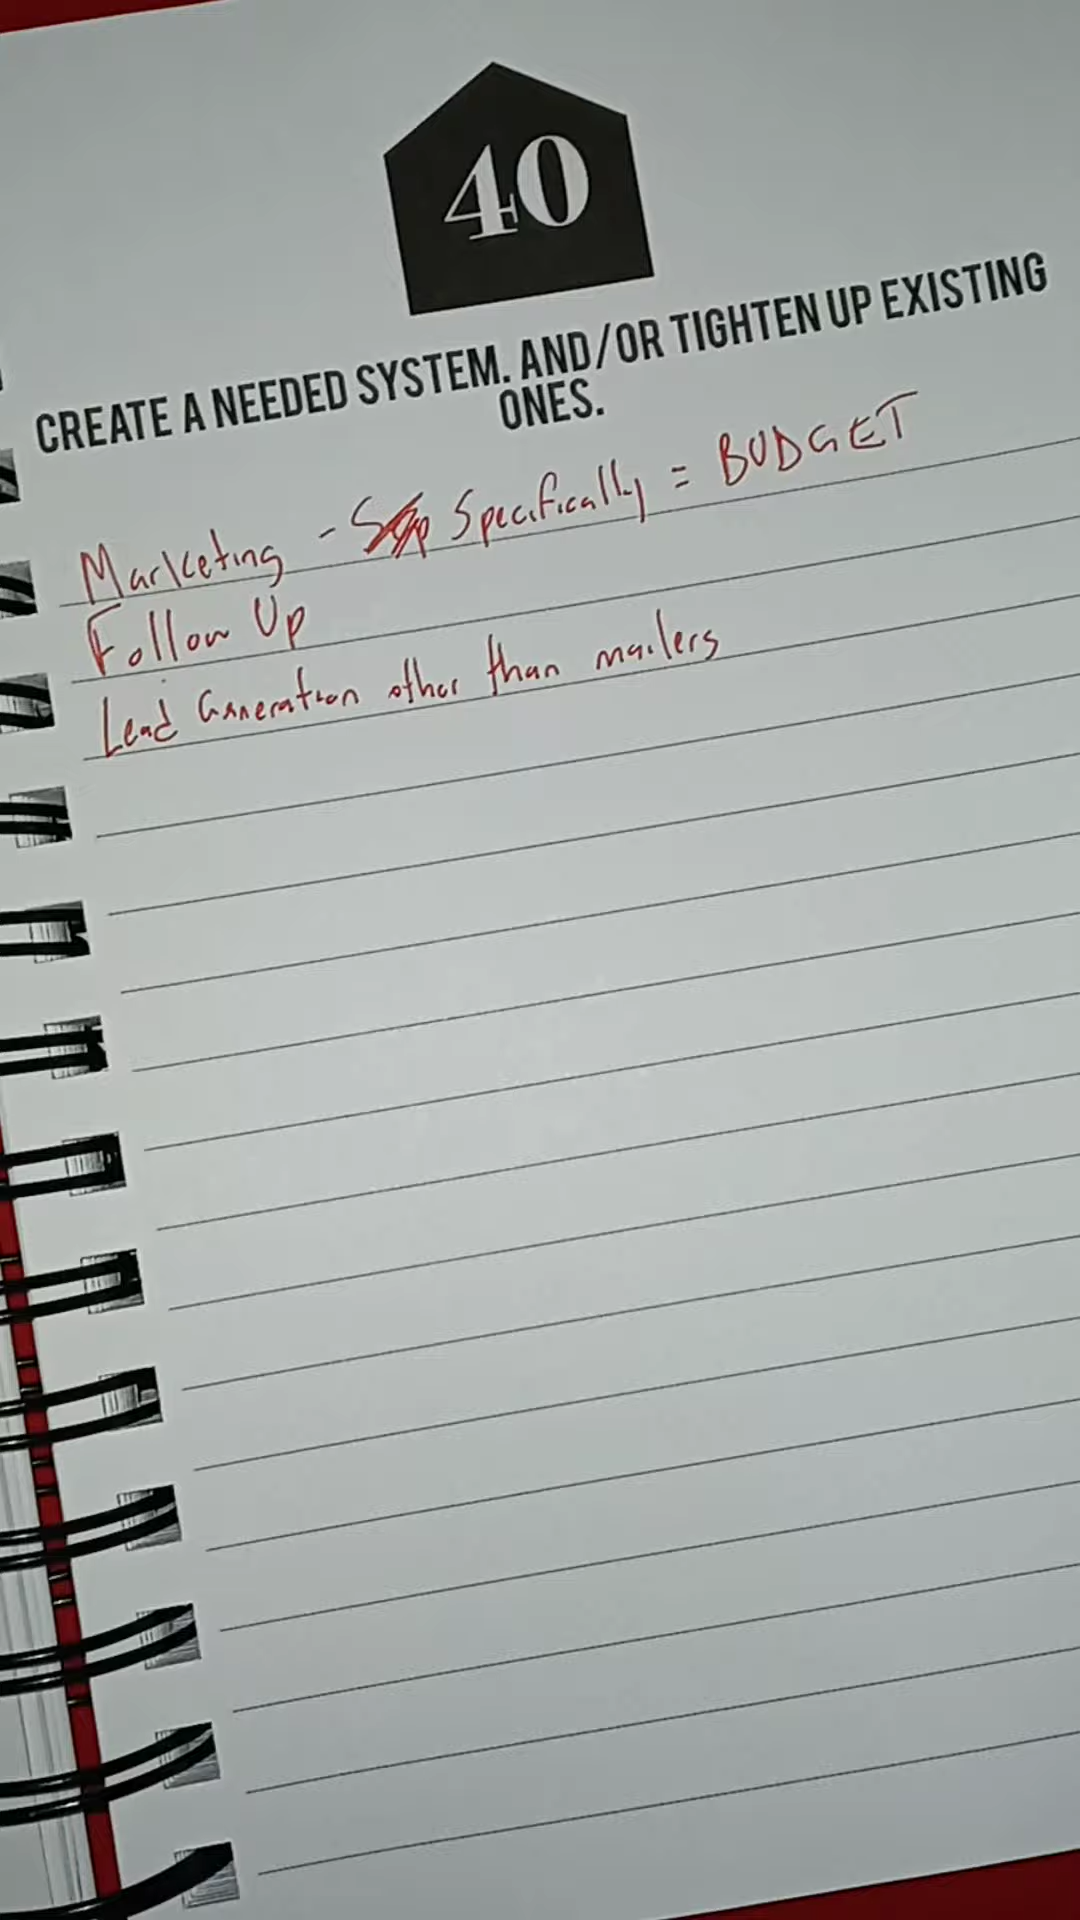 40
CREATE A NEEDED SYSTEM. AND/OR TIGHTEN UP EXISTING
ONES.
Marketing - Specifically = BUDGET
Follow Up
Lead Generation other than mailers